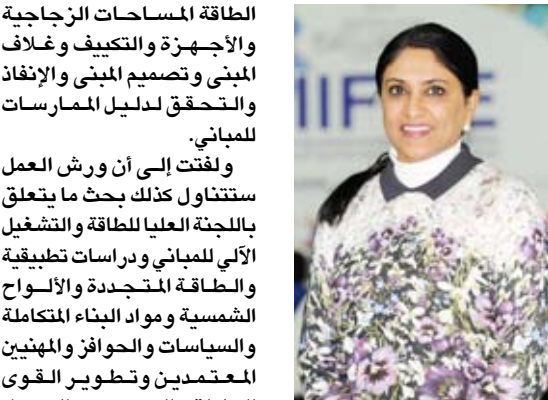 الطاقة المساحات الزجاجية
والأجهزة والتكييف وغلاف
المبنى وتصميم المبنى والإنفاذ
والتحقق لدليل الممارسات
للمباني.
ولفتت إلى أن ورش العمل
ستتناول كذلك بحث ما يتعلق
باللجنة العليا للطاقة والتشغيل
الآلي للمباني ودراسات تطبيقية
والطاقة المتجددة والألواح
الشمسية ومواد البناء المتكاملة
والسياسات والحوافز والمهنيين
المعتمدين وتطوير القوى